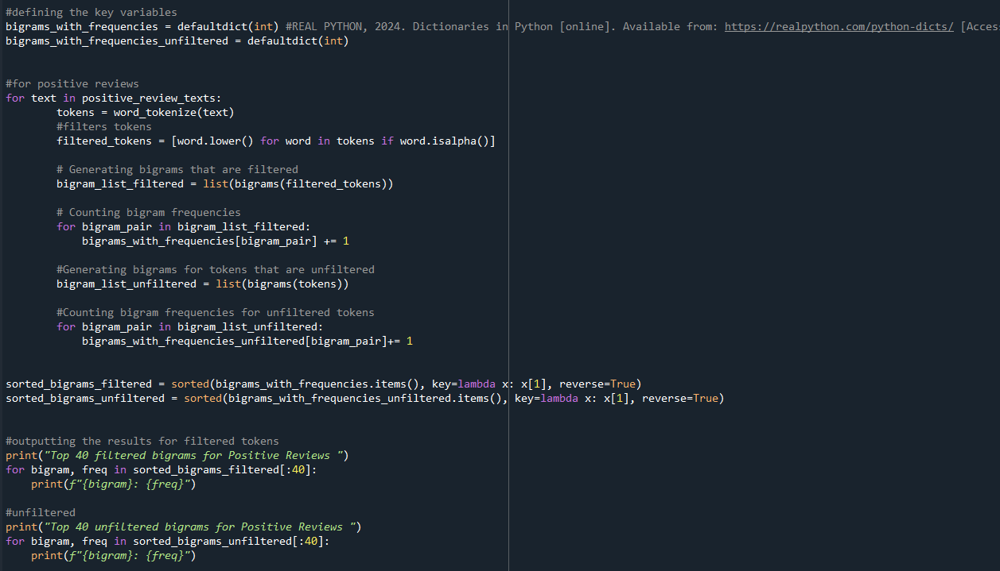 #defining the key variables
bigrams_with_frequencies = defaultdict(int) #REAL PYTHON, 2024. Dictionaries in Python [online]. Available from: https://realpython.com/python-dicts/ [Acces
bigrams_with_frequencies_unfiltered = defaultdict(int)
#for positive reviews
for text in positive_review_texts:
        tokens = word_tokenize(text)
        #filters tokens
        filtered_tokens = [word.lower() for word in tokens if word.isalpha()]
        # Generating bigrams that are filtered
        bigram_list_filtered = list(bigrams(filtered_tokens))
        # Counting bigram frequencies
        for bigram_pair in bigram_list_filtered:
            bigrams_with_frequencies[bigram_pair] += 1
        #Generating bigrams for tokens that are unfiltered
        bigram_list_unfiltered = list(bigrams(tokens))
        #Counting bigram frequencies for unfiltered tokens
        for bigram_pair in bigram_list_unfiltered:
            bigrams_with_frequencies_unfiltered[bigram_pair]+= 1
sorted_bigrams_filtered = sorted(bigrams_with_frequencies.items(), key=lambda x: x[1], reverse=True)
sorted_bigrams_unfiltered = sorted(bigrams_with_frequencies_unfiltered.items(), key=lambda x: x[1], reverse=True)
#outputting the results for filtered tokens
print("Top 40 filtered bigrams for Positive Reviews ")
for bigram, freq in sorted_bigrams_filtered[:40]:
    print(f"{bigram}: {freq}")
#unfiltered
print("Top 40 unfiltered bigrams for Positive Reviews ")
for bigram, freq in sorted_bigrams_unfiltered[:40]:
    print(f"{bigram}: {freq}")